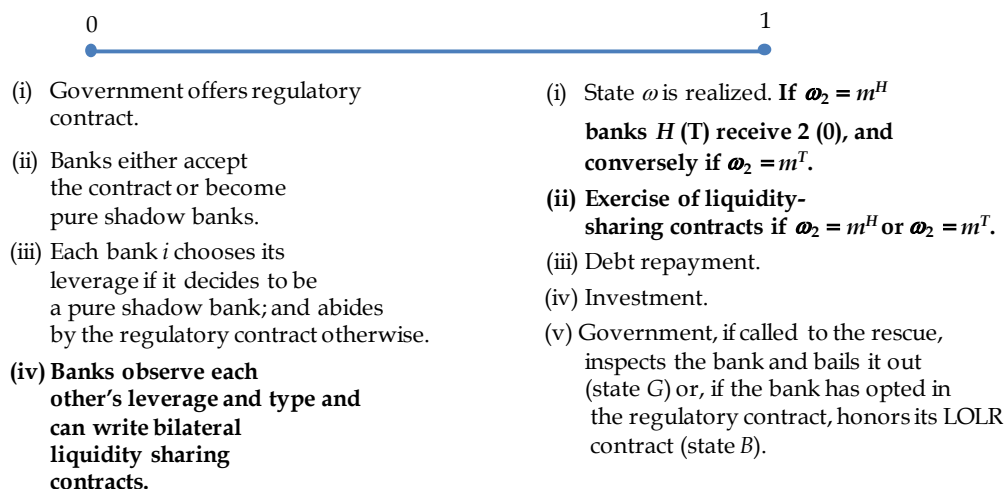 0
1
(i) Government offers regulatory
contract.
(ii) Banks either accept
the contract or become
pure shadow banks.
(iii) Each bank i chooses its
leverage if it decides to be
a pure shadow bank; and abides
by the regulatory contract otherwise.
(iv) Banks observe each
other's leverage and type and
can write bilateral
liquidity sharing
contracts.
(i) State ω is realized. If ω₂ = mᴴ
banks H (T) receive 2 (0), and
conversely if ω₂ = mᵀ.
(ii) Exercise of liquidity-
sharing contracts if ω₂ = mᴴ or ω₂ = mᵀ.
(iii) Debt repayment.
(iv) Investment.
(v) Government, if called to the rescue,
inspects the bank and bails it out
(state G) or, if the bank has opted in
the regulatory contract, honors its LOLR
contract (state B).